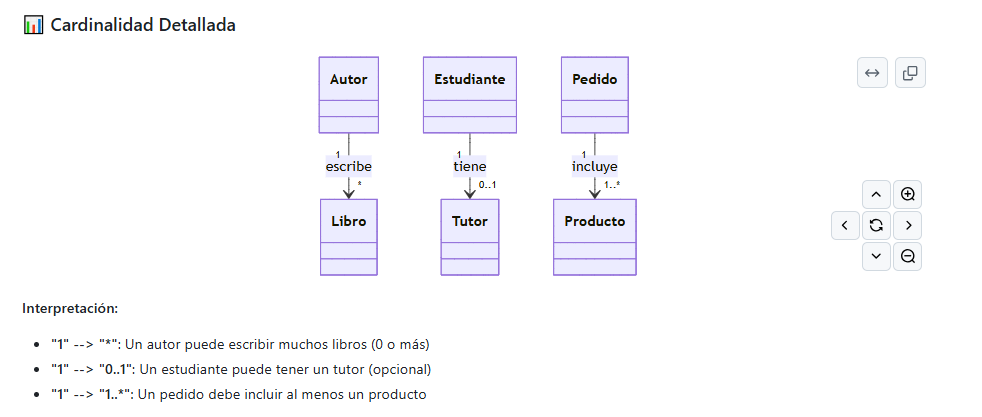 📊 Cardinalidad Detallada
Autor Estudiante Pedido
1 1 1
escribe tiene incluye
* 0..1 1..*
Libro Tutor Producto
Interpretación:
• "1" --> "*": Un autor puede escribir muchos libros (0 o más)
• "1" --> "0..1": Un estudiante puede tener un tutor (opcional)
• "1" --> "1..*": Un pedido debe incluir al menos un producto